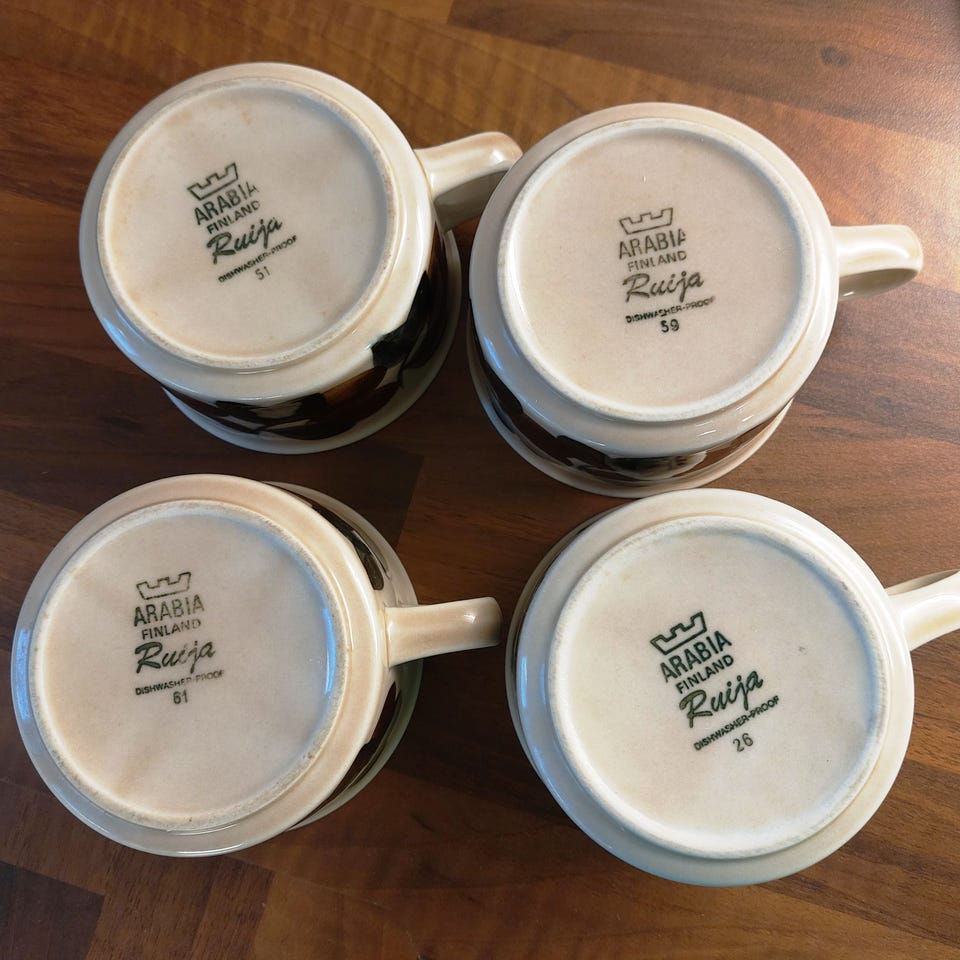 ARABIA
FINLAND
Ruija
DISHWASHER-PROOF
51
ARABIA
FINLAND
Ruija
DISHWASHER-PROOF
59
ARABIA
FINLAND
Ruija
DISHWASHER-PROOF
61
ARABIA
FINLAND
Ruija
DISHWASHER-PROOF
26